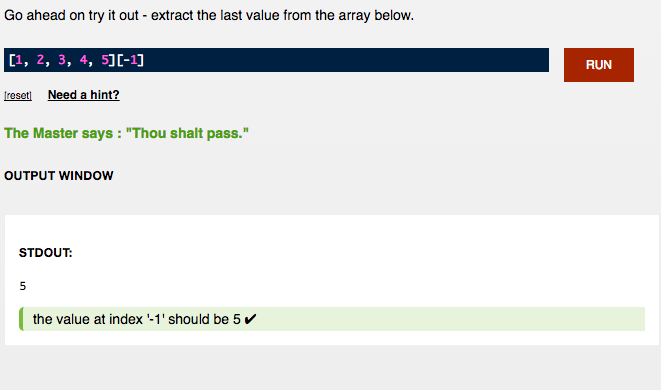 Go ahead on try it out - extract the last value from the array below.
[1, 2, 3, 4, 5][-1]
RUN
[reset] Need a hint?
The Master says : "Thou shalt pass."
OUTPUT WINDOW
STDOUT:
5
the value at index '-1' should be 5 ✔